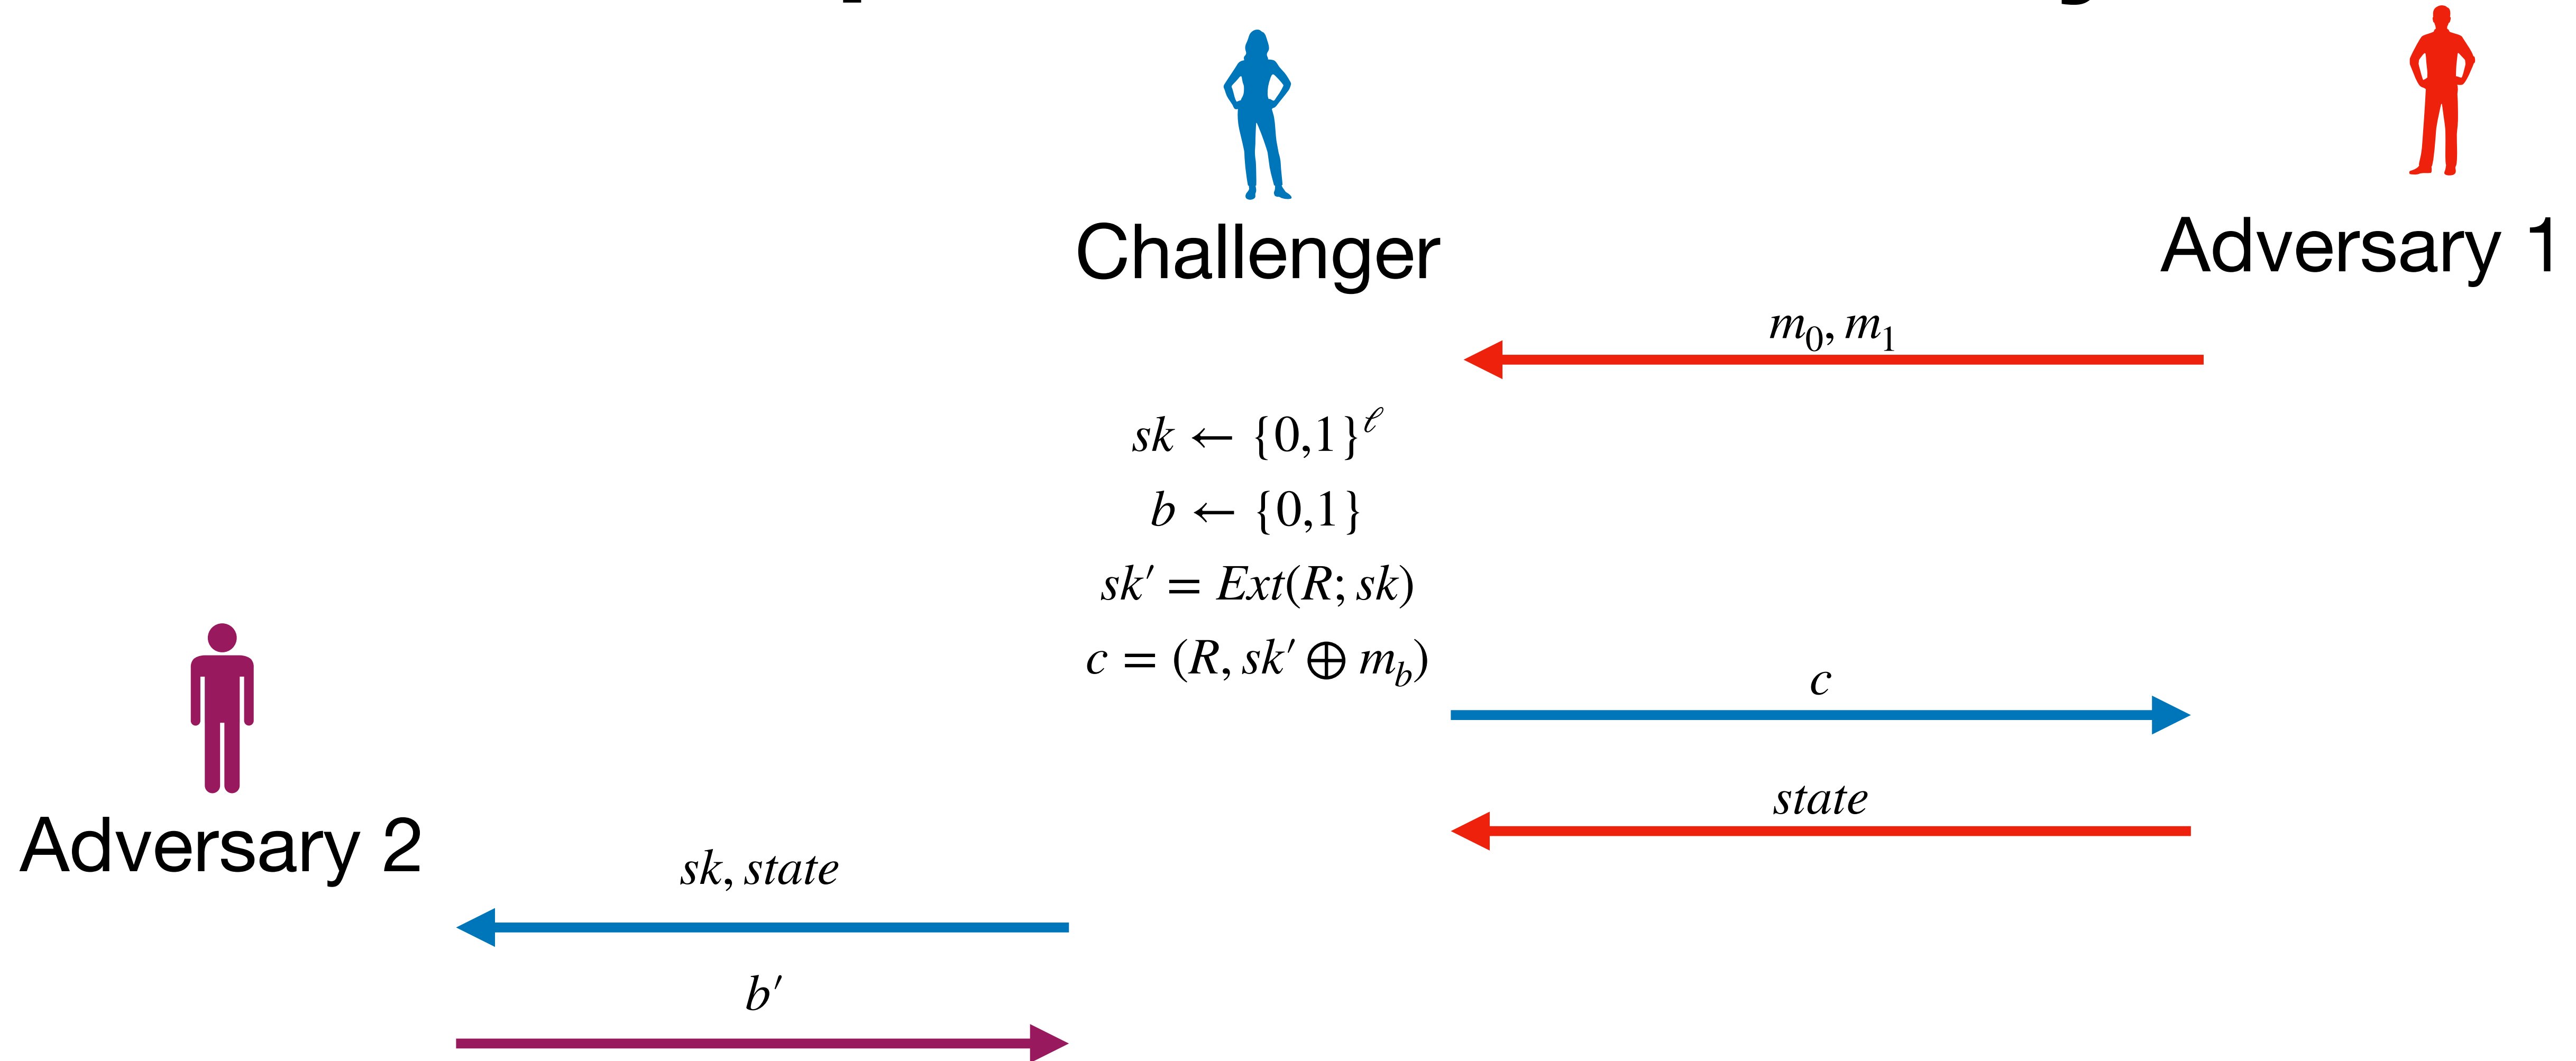 Challenger
Adversary 1
m₀, m₁
sk ← {0,1}^ℓ
b ← {0,1}
sk′ = Ext(R; sk)
c = (R, sk′ ⊕ m_b)
c
state
Adversary 2
sk, state
b′